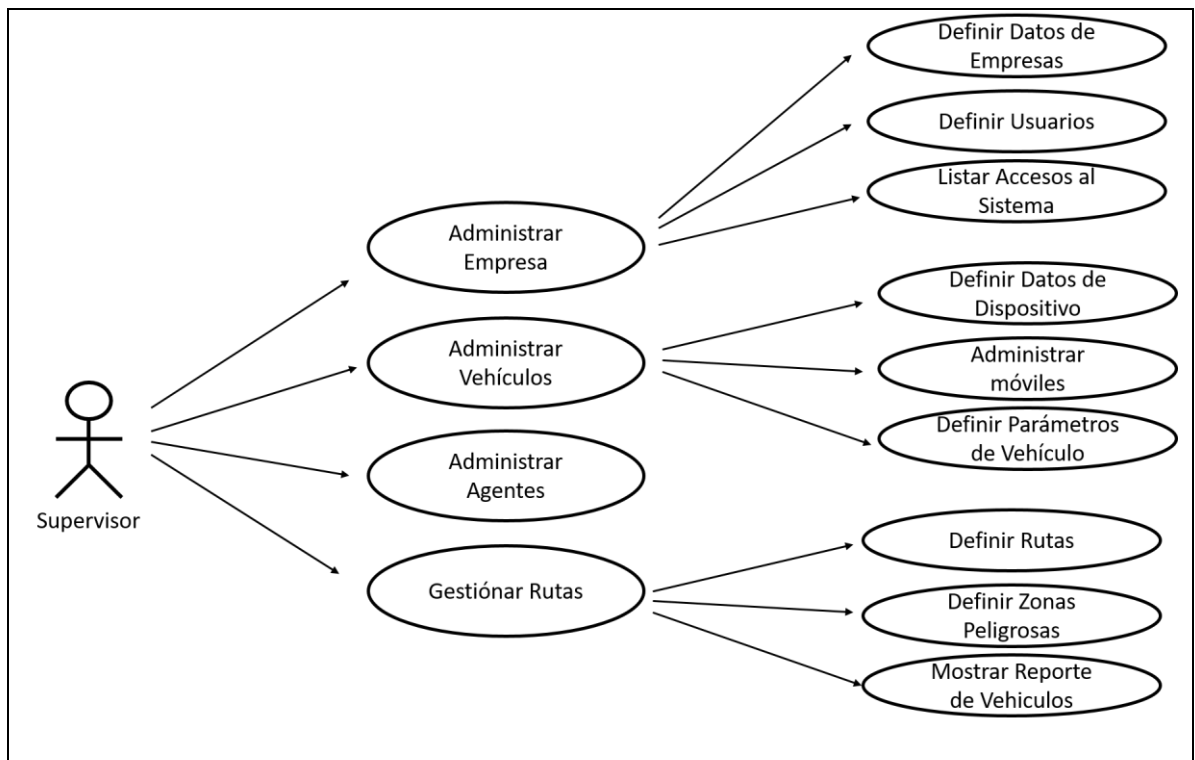 Definir Datos de
Empresas
Definir Usuarios
Listar Accesos al
Sistema
Administrar
Empresa
Definir Datos de
Dispositivo
Administrar
Vehículos
Administrar
móviles
Definir Parámetros
de Vehículo
Administrar
Agentes
Supervisor
Definir Rutas
Gestiónar Rutas
Definir Zonas
Peligrosas
Mostrar Reporte
de Vehiculos